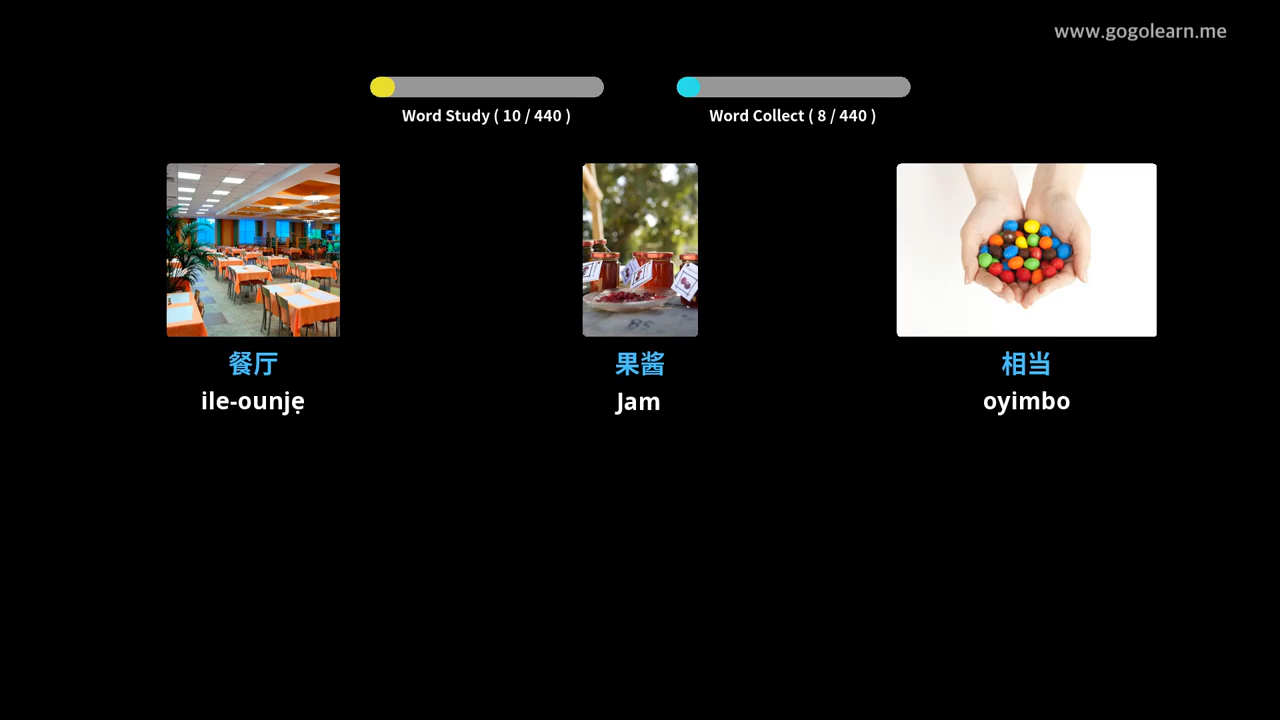 www.gogolearn.me
Word Study ( 10 / 440 )
Word Collect ( 8 / 440 )
餐厅
果酱
相当
ile-ounjẹ
Jam
oyimbo